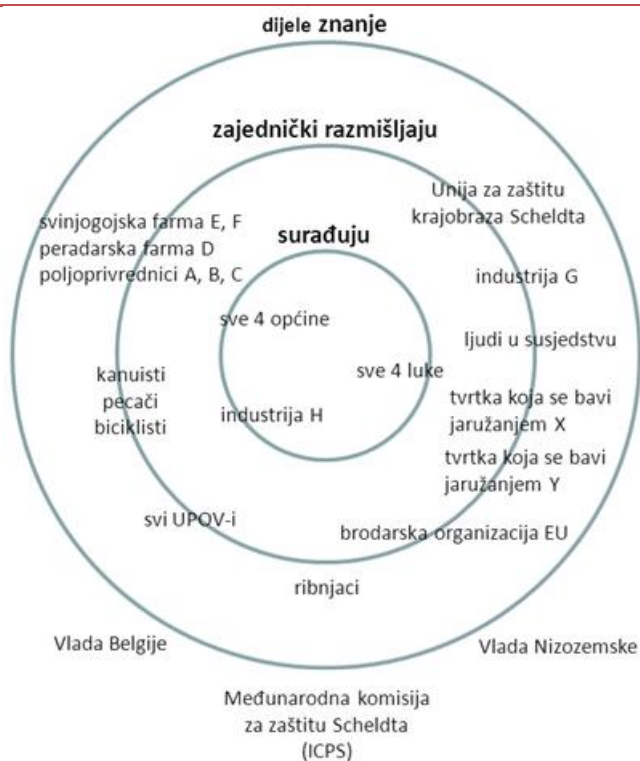 dijele znanje
zajednički razmišljaju
Unija za zaštitu
krajobraza Scheldta
svinjogojska farma E, F
peradarska farma D
poljoprivrednici A, B, C
surađuju
industrija G
sve 4 općine
ljudi u susjedstvu
sve 4 luke
kanuisti
pecači
biciklisti
industrija H
tvrtka koja se bavi
jaružanjem X
tvrtka koja se bavi
jaružanjem Y
svi UPOV-i
brodarska organizacija EU
ribnjaci
Vlada Belgije
Vlada Nizozemske
Međunarodna komisija
za zaštitu Scheldta
(ICPS)